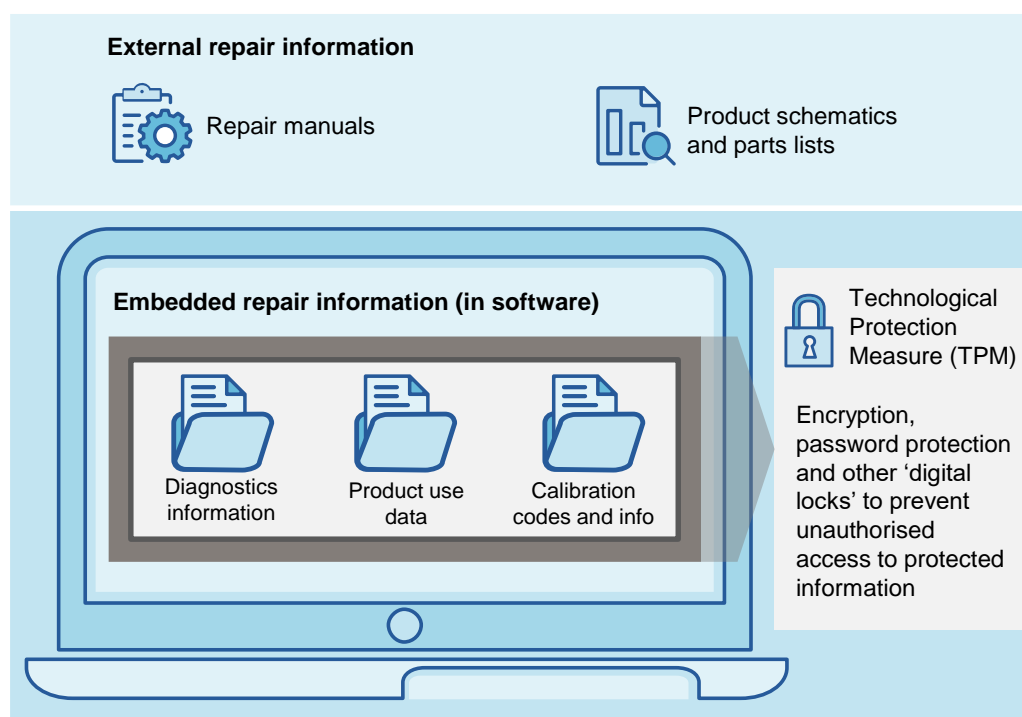 External repair information
Repair manuals
Product schematics
and parts lists
Embedded repair information (in software)
Diagnostics
information
Product use
data
Calibration
codes and info
Technological
Protection
Measure (TPM)
Encryption,
password protection
and other ‘digital
locks’ to prevent
unauthorised
access to protected
information